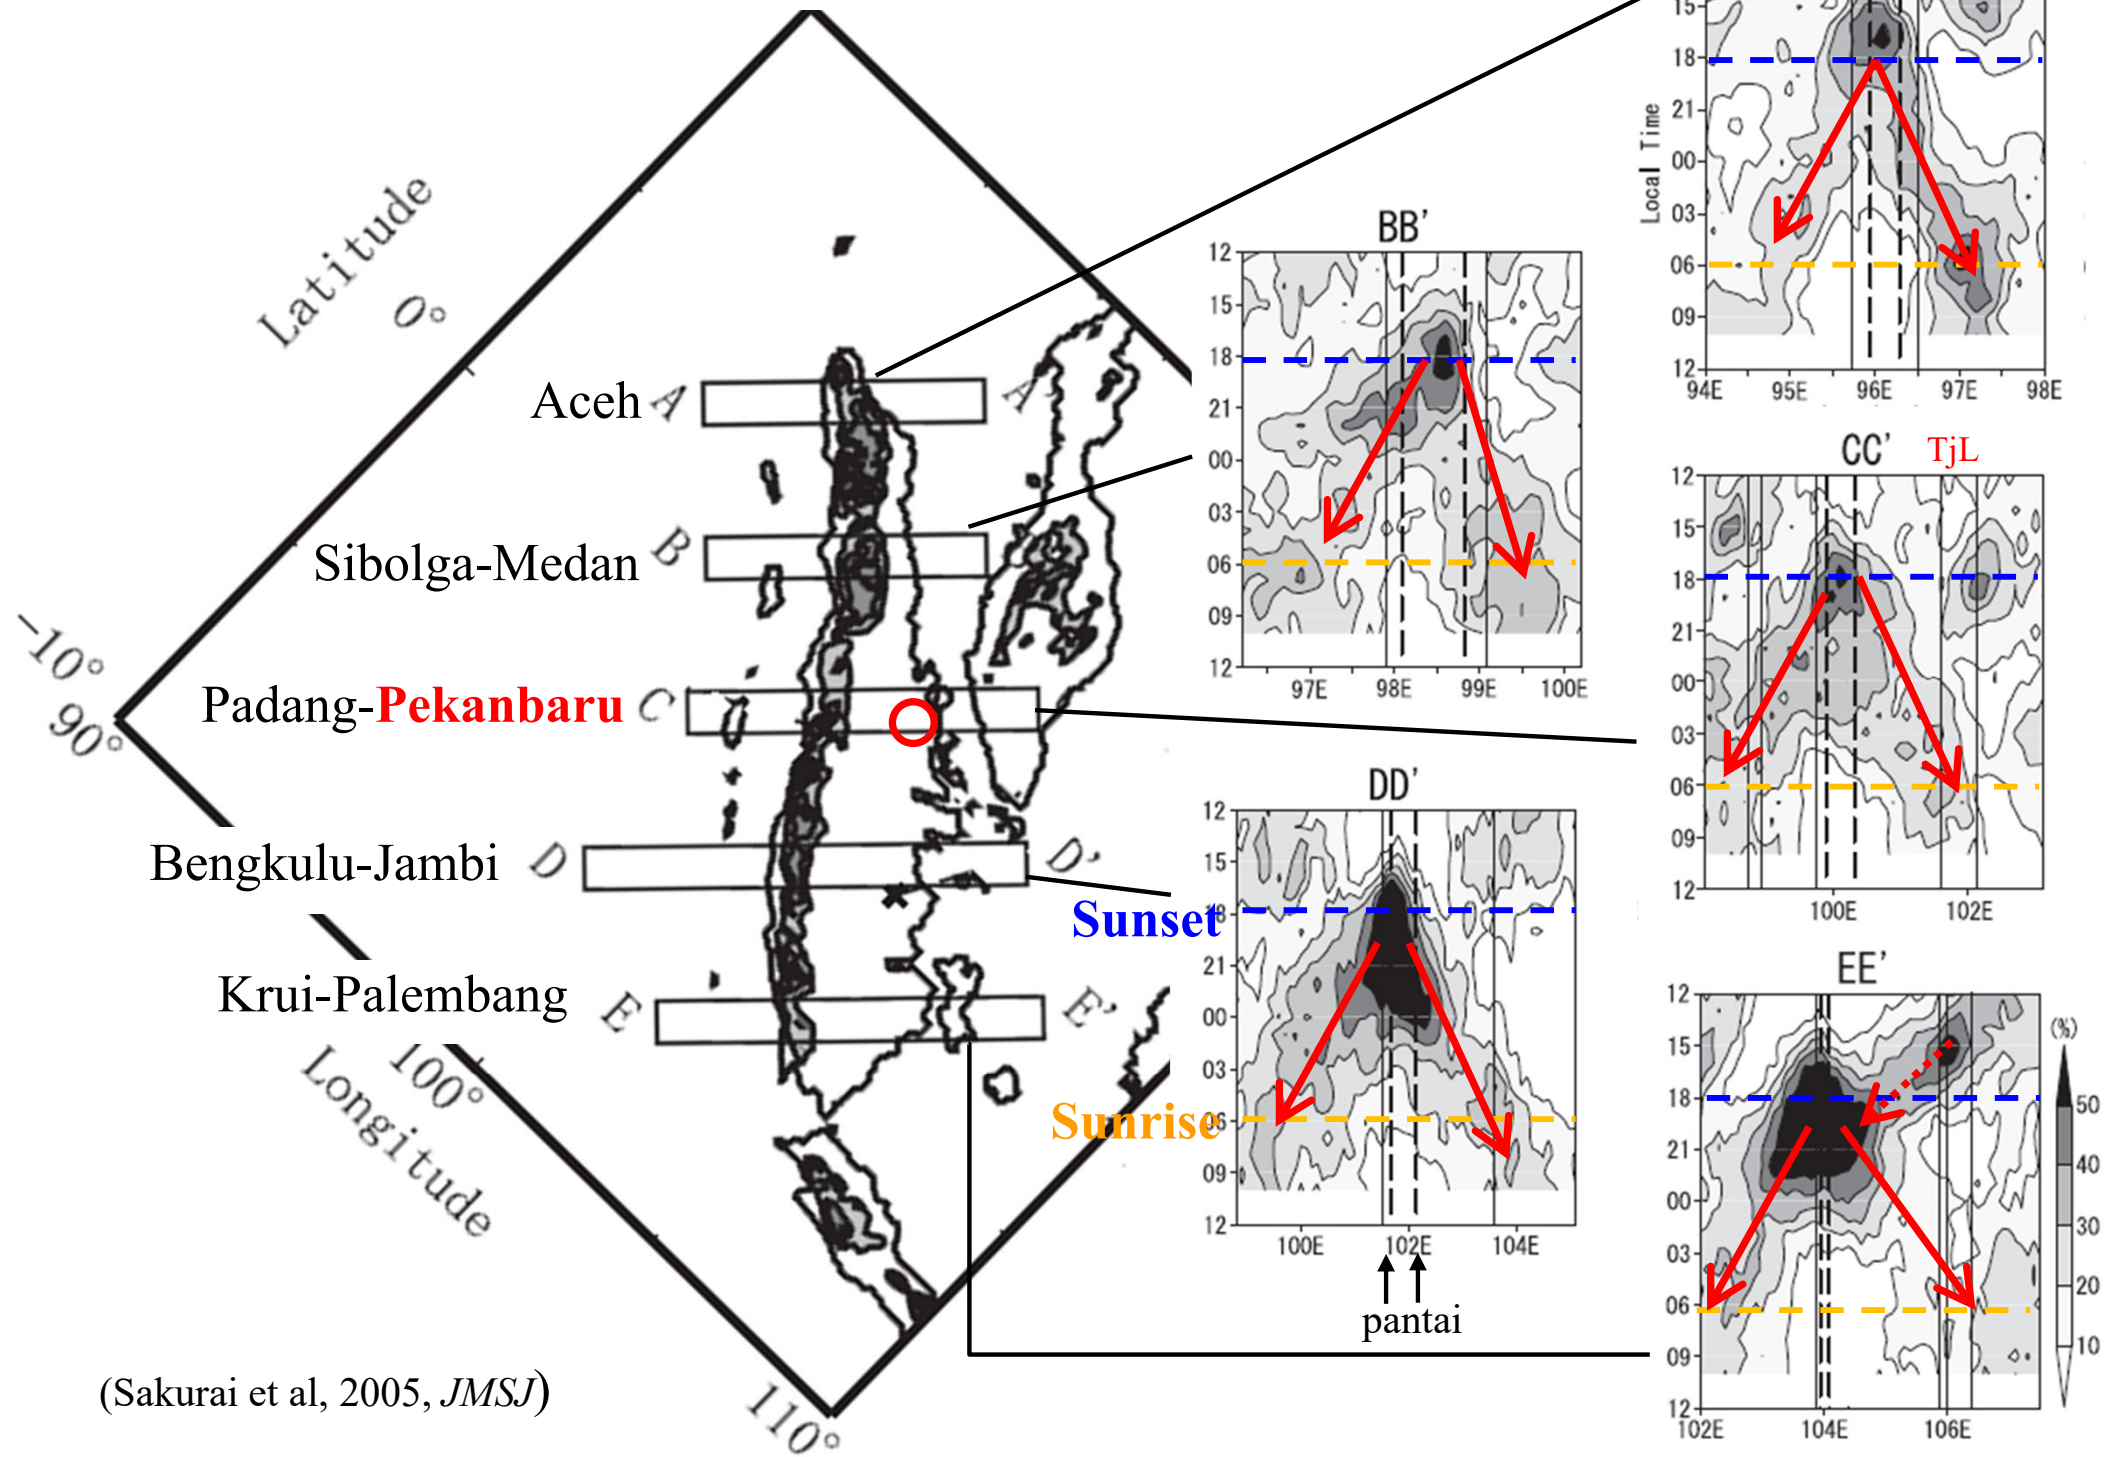 Latitude
0°
-10°
90°
100°
Longitude
110°
Aceh
A
A'
Sibolga-Medan
B
Padang-Pekanbaru
C
Bengkulu-Jambi
D
D'
Krui-Palembang
E
E'
(Sakurai et al, 2005, JMSJ)
15
18
21
00
03
06
09
12
Local Time
94E 95E 96E 97E 98E
BB'
12
15
18
21
00
03
06
09
12
97E 98E 99E 100E
CC' TjL
12
15
18
21
00
03
06
09
12
100E 102E
DD'
12
15
18
21
00
03
06
09
12
100E 102E 104E
Sunset
Sunrise
pantai
EE'
12
15
18
21
00
03
06
09
12
102E 104E 106E
(%)
50
40
30
20
10